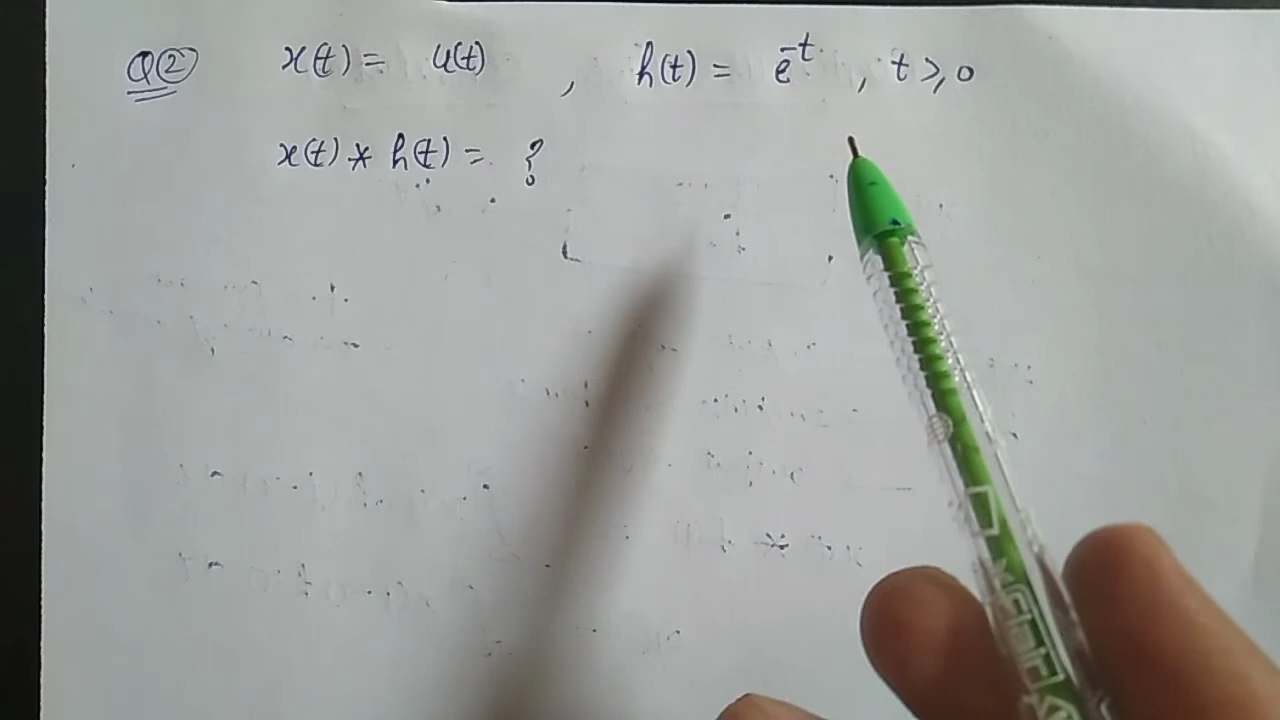 Q② x(t) = u(t) , h(t) = e^-t , t ⩾ 0
x(t) * h(t) = ?